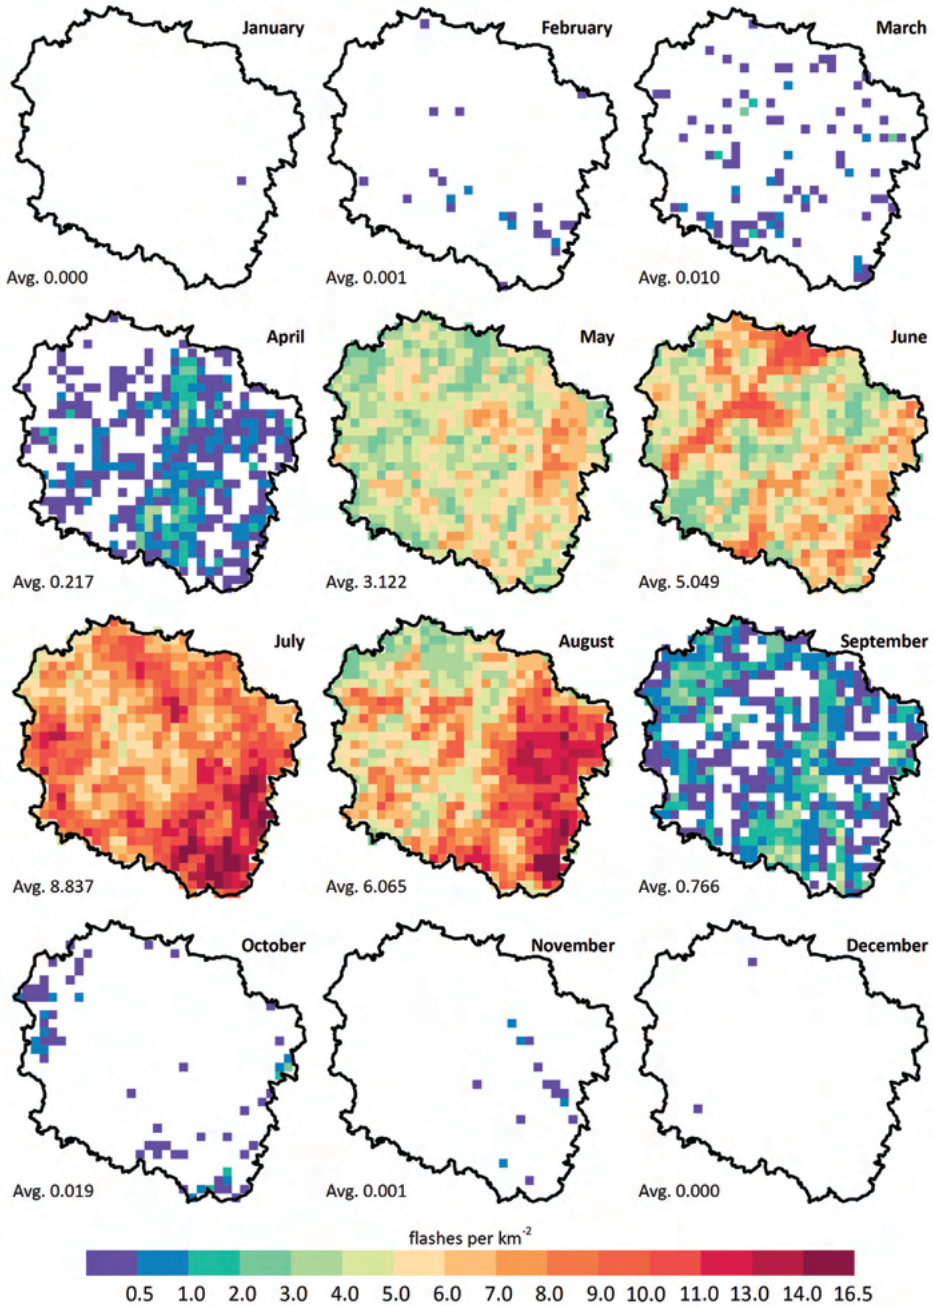 January
February
March
Avg. 0.000
Avg. 0.001
Avg. 0.010
April
May
June
Avg. 0.217
Avg. 3.122
Avg. 5.049
July
August
September
Avg. 8.837
Avg. 6.065
Avg. 0.766
October
November
December
Avg. 0.019
Avg. 0.001
Avg. 0.000
flashes per km-2
0.5 1.0 2.0 3.0 4.0 5.0 6.0 7.0 8.0 9.0 10.0 11.0 13.0 14.0 16.5